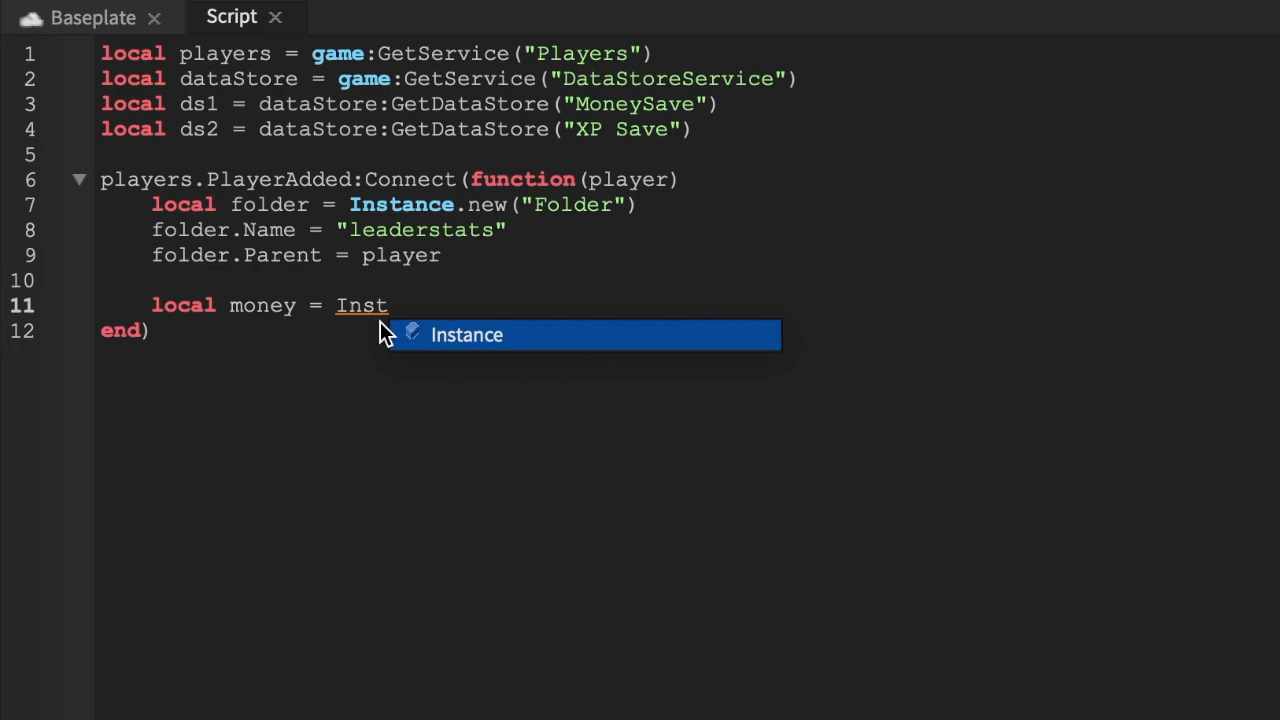 Baseplate × Script ×
1 local players = game:GetService("Players")
2 local dataStore = game:GetService("DataStoreService")
3 local ds1 = dataStore:GetDataStore("MoneySave")
4 local ds2 = dataStore:GetDataStore("XP Save")
5
6 players.PlayerAdded:Connect(function(player)
7 local folder = Instance.new("Folder")
8 folder.Name = "leaderstats"
9 folder.Parent = player
10
11 local money = Inst
Instance
12 end)